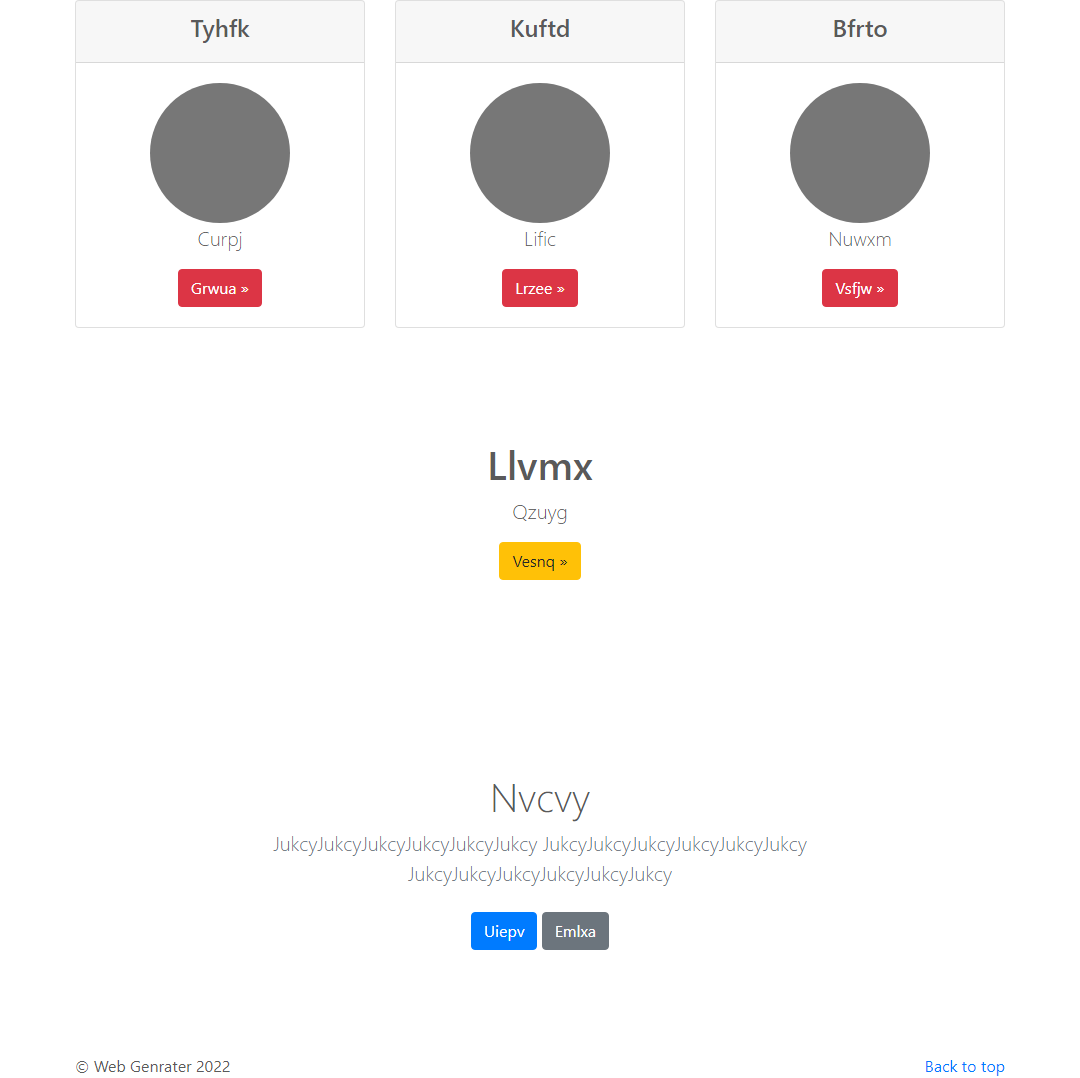 Tyhfk
Kuftd
Bfrto
Curpj
Lific
Nuwxm
Grwua »
Lrzee »
Vsfjw »
Llvmx
Qzuyg
Vesnq »
Nvcvy
JukcyJukcyJukcyJukcyJukcyJukcy JukcyJukcyJukcyJukcyJukcyJukcy
JukcyJukcyJukcyJukcyJukcyJukcy
Uiepv Emlxa
© Web Genrater 2022
Back to top